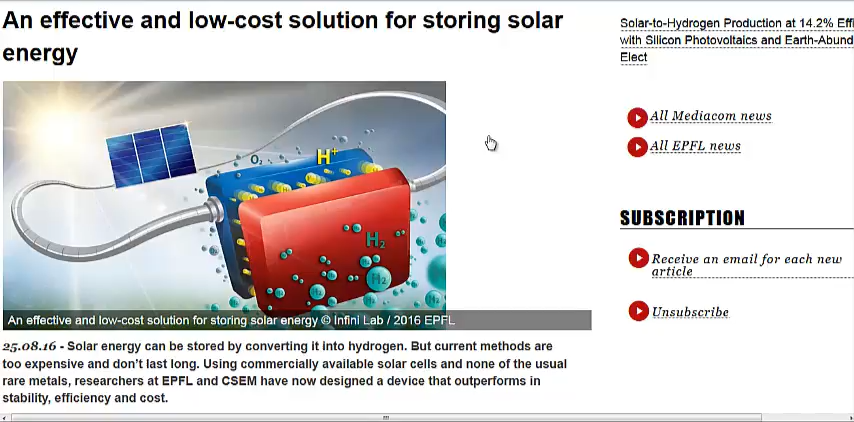 An effective and low-cost solution for storing solar
energy
O₂
H⁺
H₂
H₂
H₂
An effective and low-cost solution for storing solar energy © Infini Lab / 2016 EPFL
25.08.16 - Solar energy can be stored by converting it into hydrogen. But current methods are
too expensive and don't last long. Using commercially available solar cells and none of the usual
rare metals, researchers at EPFL and CSEM have now designed a device that outperforms in
stability, efficiency and cost.
Solar-to-Hydrogen Production at 14.2% Effi
with Silicon Photovoltaics and Earth-Abund
Elect
All Mediacom news
All EPFL news
SUBSCRIPTION
Receive an email for each new
article
Unsubscribe